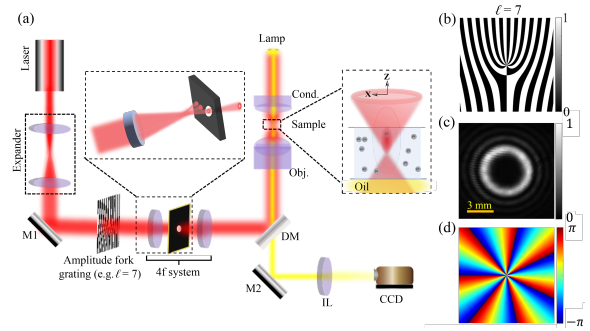 (a)
Laser
Expander
M1
Amplitude fork
grating (e.g. ℓ = 7)
4f system
Lamp
Cond.
Sample
Obj.
DM
M2
IL
CCD
Z
X
Oil
(b)
ℓ = 7
1
0
(c)
1
3 mm
0
(d)
π
−π